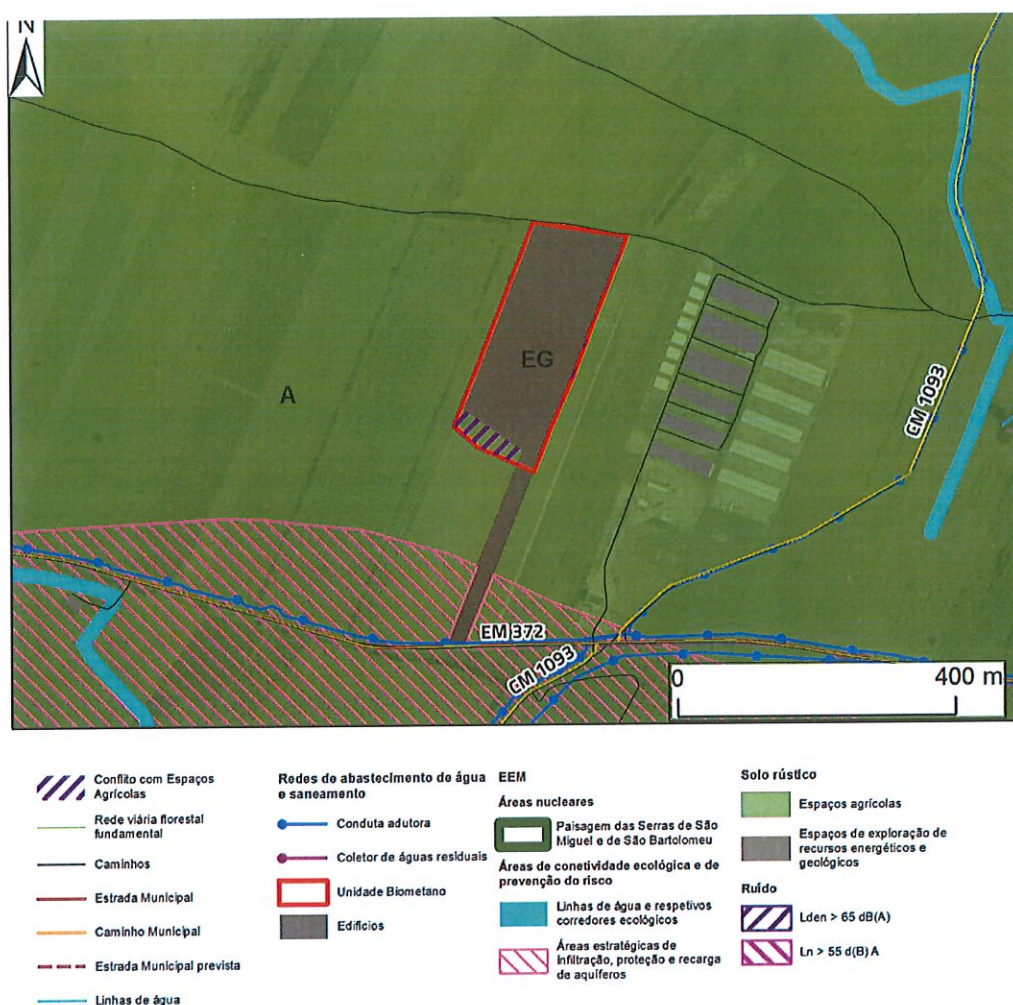 N
EG
A
CM 1093
EM 372
CM 1093
0 400 m
Conflito com Espaços
Agrícolas
Rede viária florestal
fundamental
Caminhos
Estrada Municipal
Caminho Municipal
Estrada Municipal prevista
Linhas de água
Redes de abastecimento de água
e saneamento
Conduta adutora
Coletor de águas residuais
Unidade Biometano
Edifícios
EEM
Áreas nucleares
Paisagem das Serras de São
Miguel e de São Bartolomeu
Áreas de conetividade ecológica e de
prevenção do risco
Linhas de água e respetivos
corredores ecológicos
Áreas estratégicas de
infiltração, proteção e recarga
de aquíferos
Solo rústico
Espaços agrícolas
Espaços de exploração de
recursos energéticos e
geológicos
Ruído
Lden > 65 dB(A)
Ln > 55 d(B) A